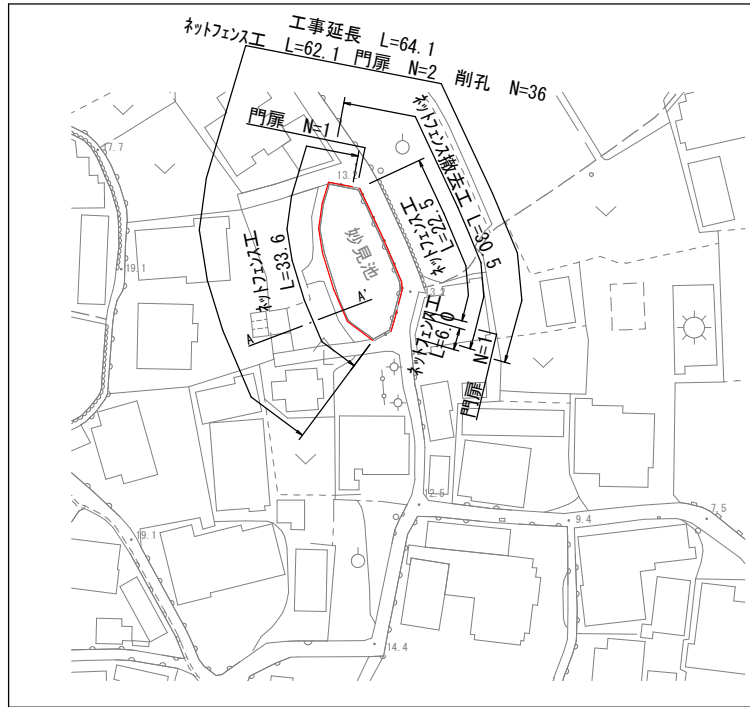 工事延長 L=64.1
ネットフェンス工 L=62.1 門扉 N=2 削孔 N=36
門扉 N=1
ネットフェンス撤去工 L=30.5
ネットフェンス工
L=22.5
ネットフェンス工
L=33.6
妙見池
A
A'
ネットフェンス工
L=6.0
門扉 N=1
17.7
19.1
13.2
12.5
9.4
7.5
19.1
14.4